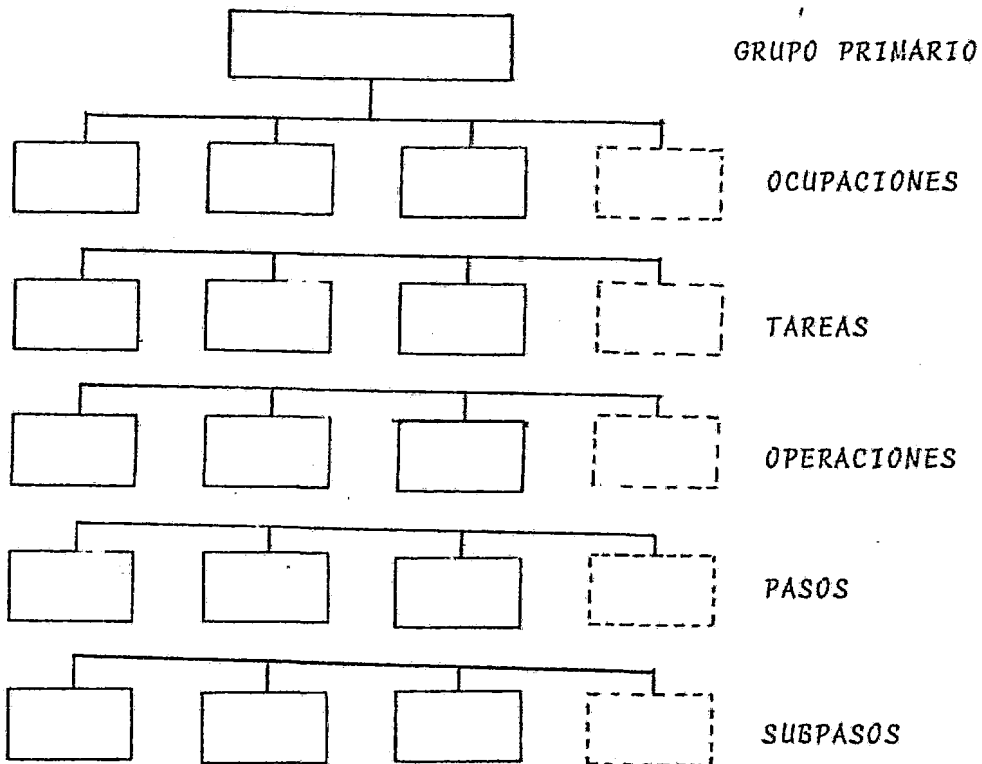 GRUPO PRIMARIO
OCUPACIONES
TAREAS
OPERACIONES
PASOS
SUBPASOS